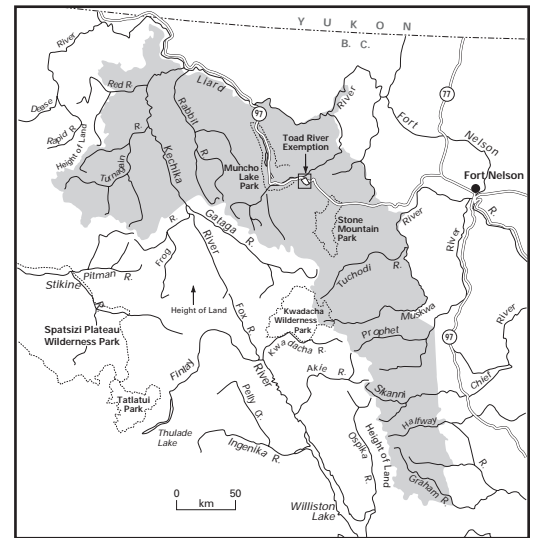 YUKON
B. C.
River
Dease
Rapid R.
Height of Land
Red R.
Liard
Rabbit
R.
97
77
River
Fort
Nelson
Toad River
Exemption
Fort Nelson
R.
Turnagain
R.
Kechika
Muncho
Lake
Park
Stone
Mountain
Park
River
River
Gataga R.
R.
Frog
River
Pitman R.
Stikine
R.
Height of Land
Fox R.
Kwadacha
Wilderness
Park
Tuchodi R.
Muskwa
Prophet
97
River
Spatsizi Plateau
Wilderness Park
Kwadacha R.
River
Akie R.
Sikanni
Chief
Finlay
Tatlatui
Park
Pelly Cr.
Halfway
R.
Thulade
Lake
Ingenika R.
Ospika R.
Height of Land
Graham R.
0 50
km
Williston
Lake